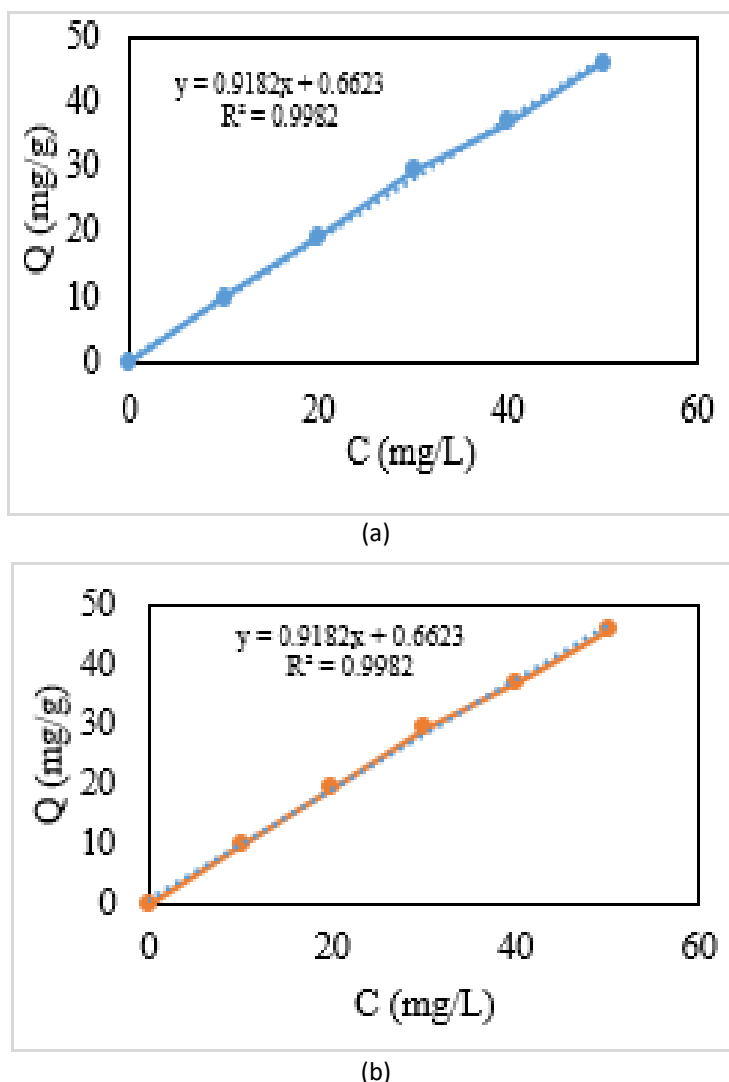 50
40
30
20
10
0
y = 0.9182x + 0.6623
R² = 0.9982
Q (mg/g)
0 20 40 60
C (mg/L)
(a)
50
40
30
20
10
0
y = 0.9182x + 0.6623
R² = 0.9982
Q (mg/g)
0 20 40 60
C (mg/L)
(b)